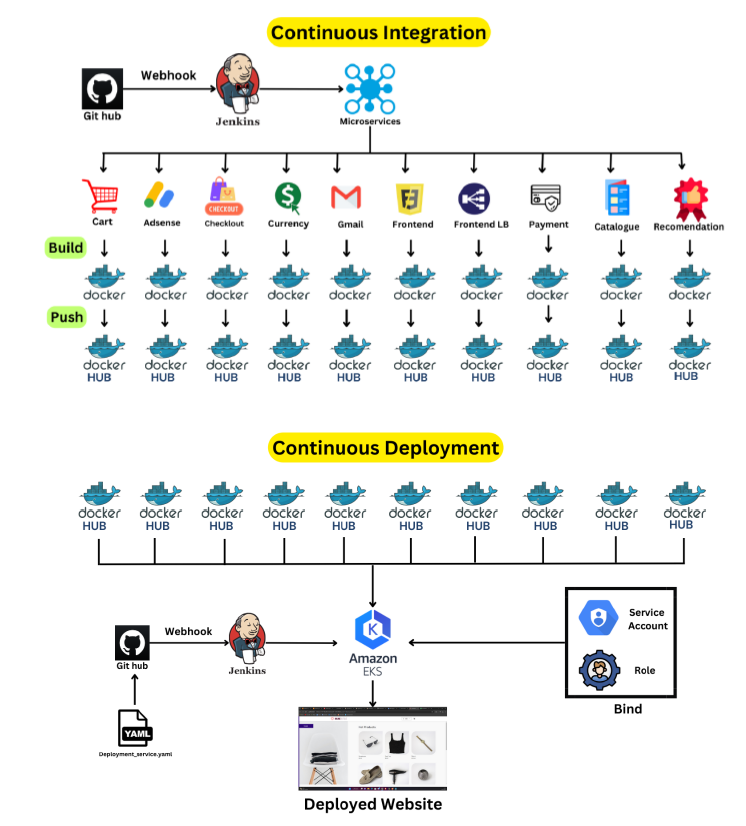 Continuous Integration
Webhook
Git hub
Jenkins
Microservices
Cart
Adsense
CHECKOUT
Checkout
Currency
Gmail
Frontend
Frontend LB
Payment
Catalogue
Recomendation
Build
docker docker docker docker docker docker docker docker docker docker
Push
docker docker docker docker docker docker docker docker docker docker
HUB HUB HUB HUB HUB HUB HUB HUB HUB HUB
Continuous Deployment
docker docker docker docker docker docker docker docker docker docker
HUB HUB HUB HUB HUB HUB HUB HUB HUB HUB
Webhook
Git hub
Jenkins
K
Amazon
EKS
Service
Account
Role
Bind
YAML
Deployment_service.yaml
Deployed Website